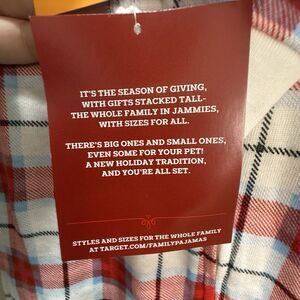 IT'S THE SEASON OF GIVING,
WITH GIFTS STACKED TALL-
THE WHOLE FAMILY IN JAMMIES,
WITH SIZES FOR ALL.
THERE'S BIG ONES AND SMALL ONES,
EVEN SOME FOR YOUR PET!
A NEW HOLIDAY TRADITION,
AND YOU'RE ALL SET.
STYLES AND SIZES FOR THE WHOLE FAMILY
AT TARGET.COM/FAMILYPAJAMAS